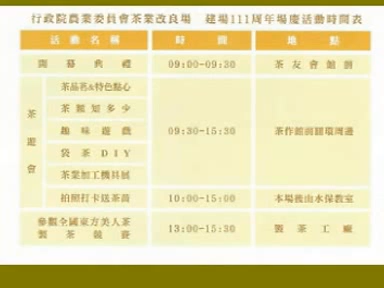 行政院農業委員會茶業改良場 建場111周年場慶活動時間表
活動名稱 時間 地點
開幕典禮 09:00-09:30 茶友會館前
茶遊會
茶品茗&特色點心
茶知多少
趣味遊戲
袋茶DIY
茶業加工機具展
09:30-15:30 茶作館前圓環周邊
拍照打卡送茶 10:00-15:00 本場後山水保教室
參觀全國東方美人茶
製茶競賽
13:00-15:30 製茶工廠